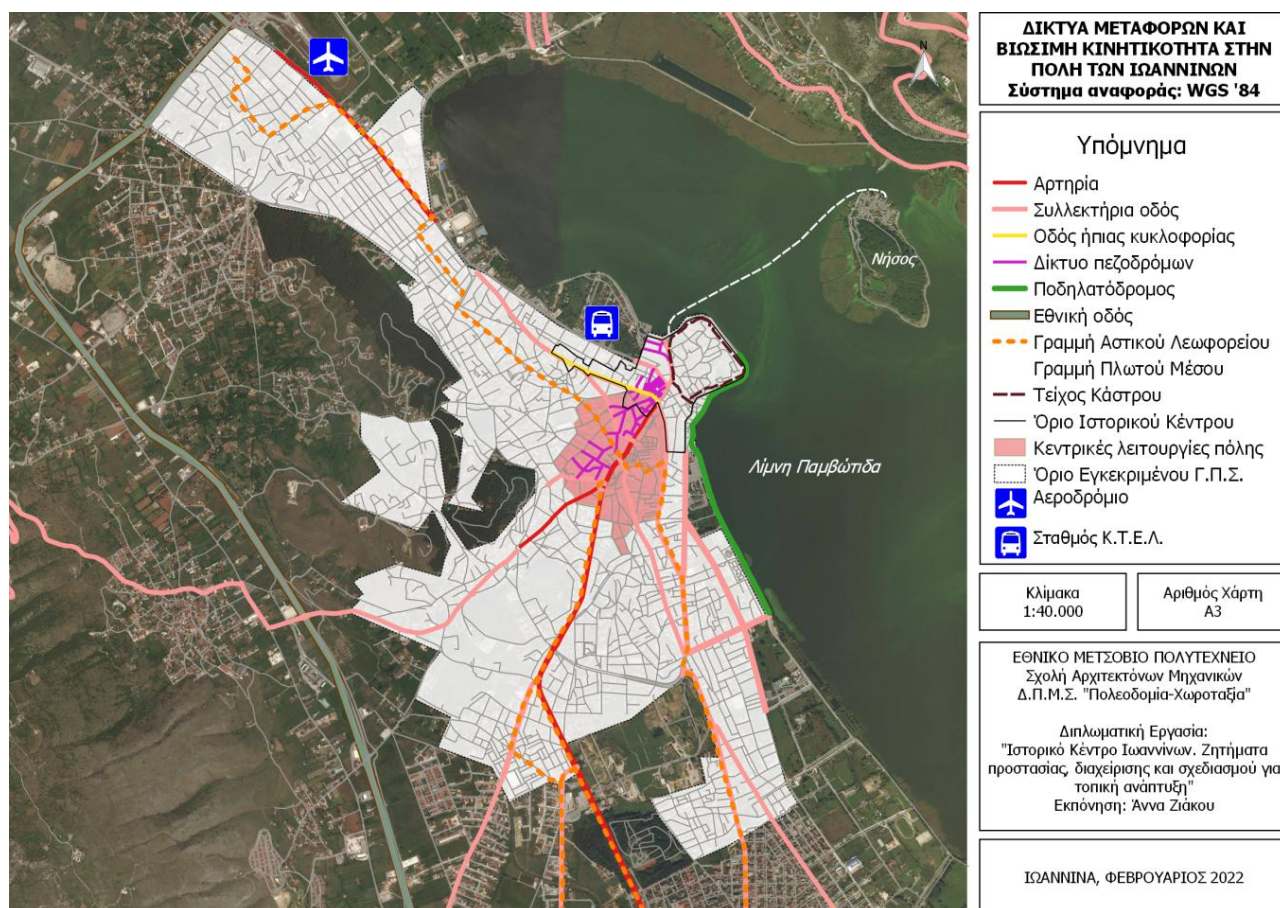 ΔΙΚΤΥΑ ΜΕΤΑΦΟΡΩΝ ΚΑΙ
ΒΙΩΣΙΜΗ ΚΙΝΗΤΙΚΟΤΗΤΑ ΣΤΗΝ
ΠΟΛΗ ΤΩΝ ΙΩΑΝΝΙΝΩΝ
Σύστημα αναφοράς: WGS '84
Υπόμνημα
Αρτηρία
Συλλεκτήρια οδός
Οδός ήπιας κυκλοφορίας
Δίκτυο πεζοδρόμων
Ποδηλατόδρομος
Εθνική οδός
Γραμμή Αστικού Λεωφορείου
Γραμμή Πλωτού Μέσου
Τείχος Κάστρου
Όριο Ιστορικού Κέντρου
Κεντρικές λειτουργίες πόλης
Όριο Εγκεκριμένου Γ.Π.Σ.
Αεροδρόμιο
Σταθμός Κ.Τ.Ε.Λ.
Κλίμακα
1:40.000
Αριθμός Χάρτη
Α3
ΕΘΝΙΚΟ ΜΕΤΣΟΒΙΟ ΠΟΛΥΤΕΧΝΕΙΟ
Σχολή Αρχιτεκτόνων Μηχανικών
Δ.Π.Μ.Σ. "Πολεοδομία-Χωροταξία"
Διπλωματική Εργασία:
"Ιστορικό Κέντρο Ιωαννίνων. Ζητήματα
προστασίας, διαχείρισης και σχεδιασμού για
τοπική ανάπτυξη"
Εκπόνηση: Άννα Ζιάκου
ΙΩΑΝΝΙΝΑ, ΦΕΒΡΟΥΑΡΙΟΣ 2022
N
Νήσος
Λίμνη Παμβώτιδα